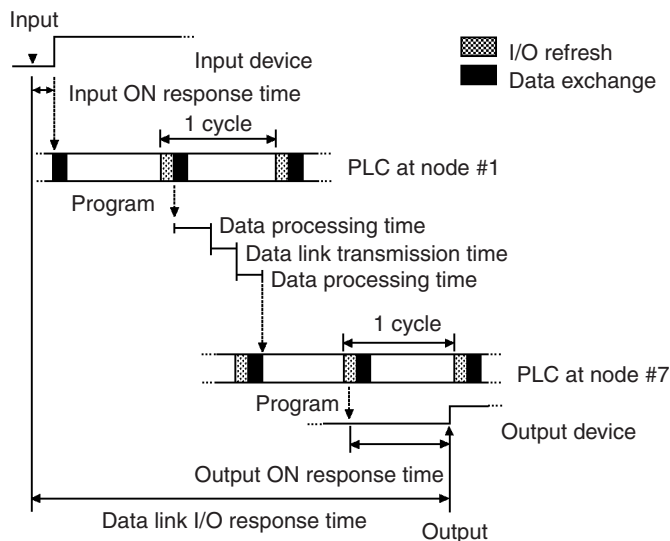 Input
Input device
I/O refresh
Data exchange
Input ON response time
1 cycle
PLC at node #1
Program
Data processing time
Data link transmission time
Data processing time
1 cycle
PLC at node #7
Program
Output device
Output ON response time
Data link I/O response time
Output